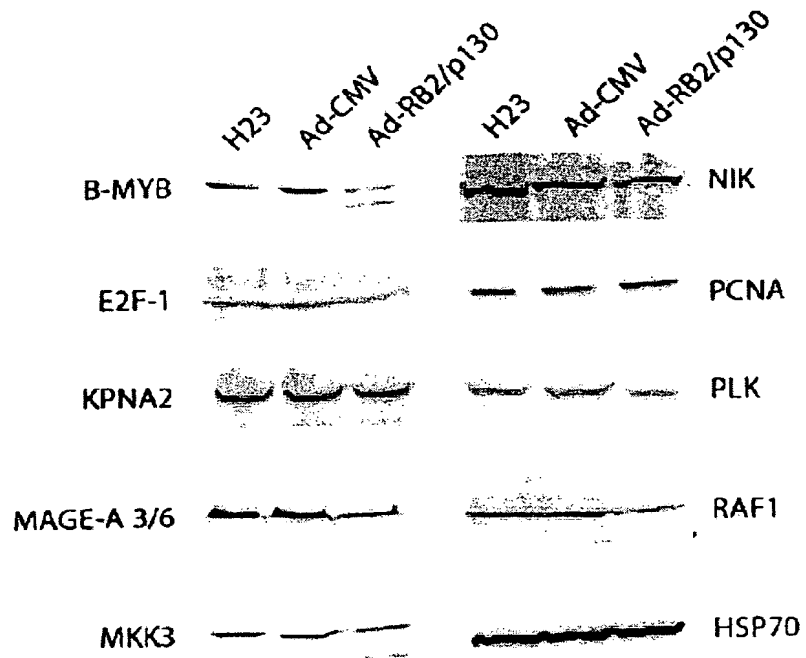 H23 Ad-CMV Ad-RB2/p130 H23 Ad-CMV Ad-RB2/p130
B-MYB NIK
E2F-1 PCNA
KPNA2 PLK
MAGE-A 3/6 RAF1
MKK3 HSP70